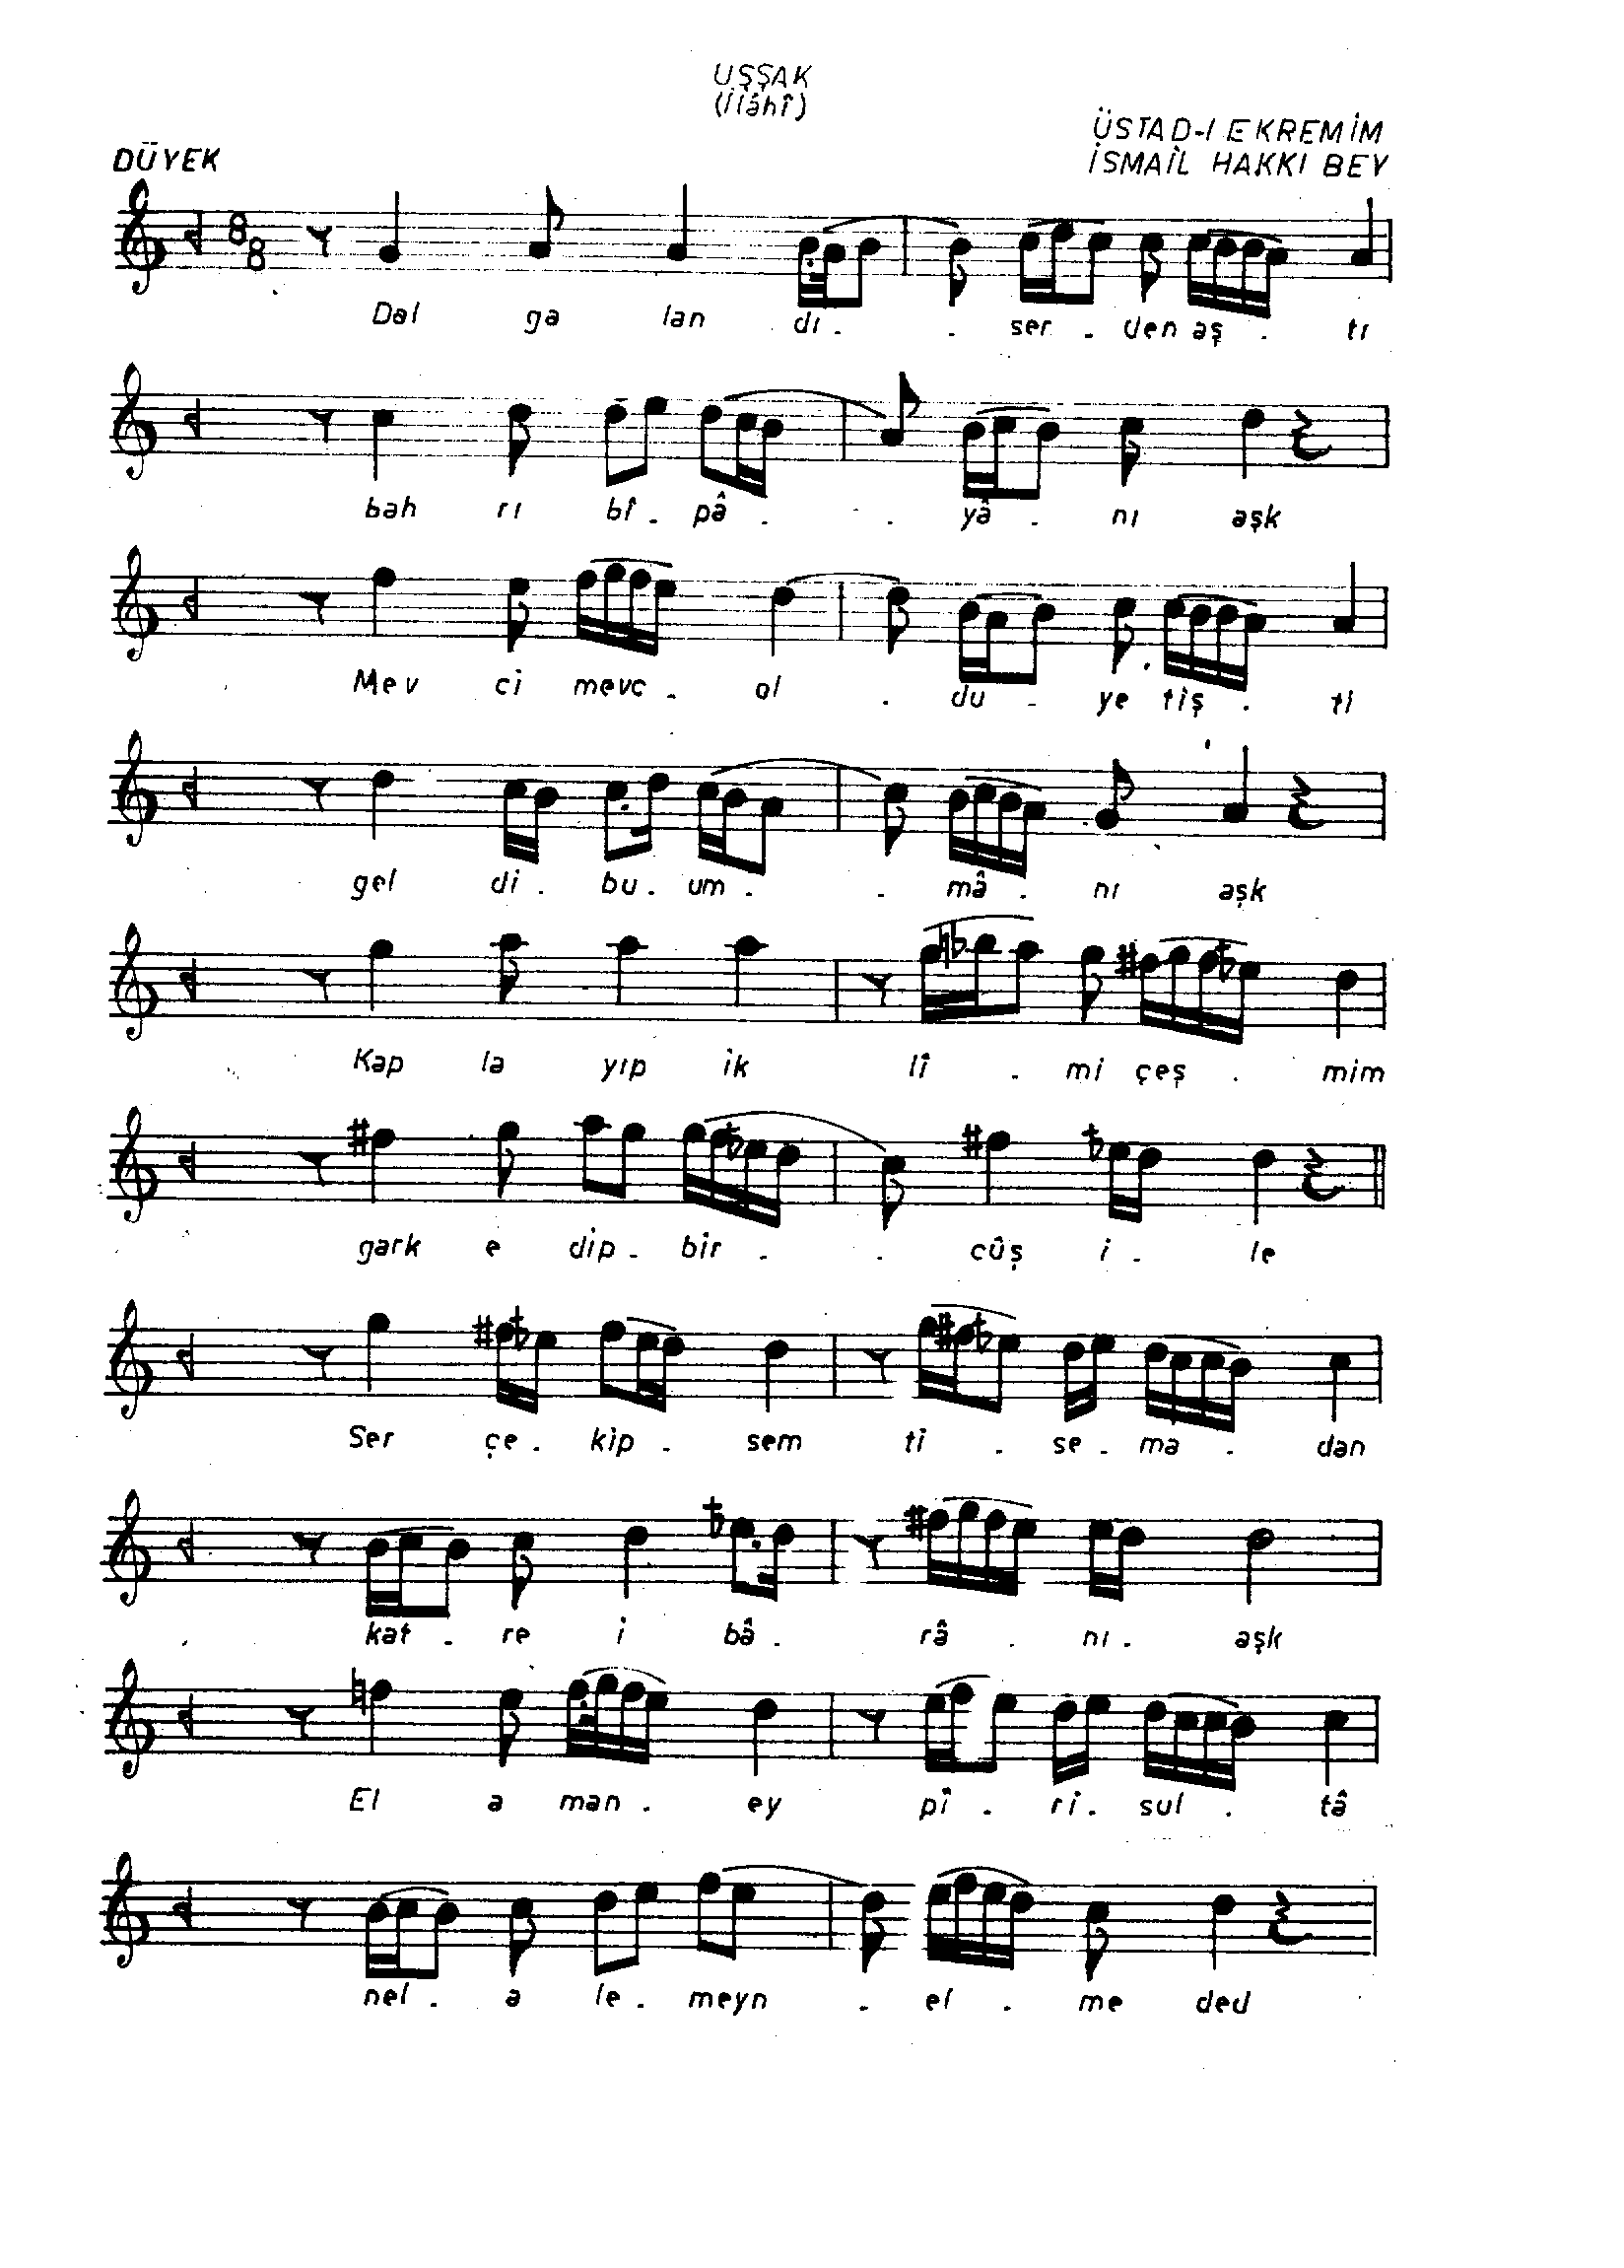 UŞŞAK
(İlâhî)
ÜSTAD-I EKREMİM
DÜYEK
İSMAİL HAKKI BEY
8
8
Dal ga lan dı . . ser . den aş . tı
bah rı bî . pâ . . yâ . nı aşk
Mev ci mevc . ol . du . ye tiş . ti
gel di . bu . um . . mâ . nı aşk
Kap la yıp ik lî . mi çeş . mim
gark e dip . bir . . cûş i . le
Ser çe . kip . sem ti . se . ma . dan
kat . re i bâ . râ . nı . aşk
El a man . ey pî . ri . sul . tâ
nel . a le . meyn . el . me ded